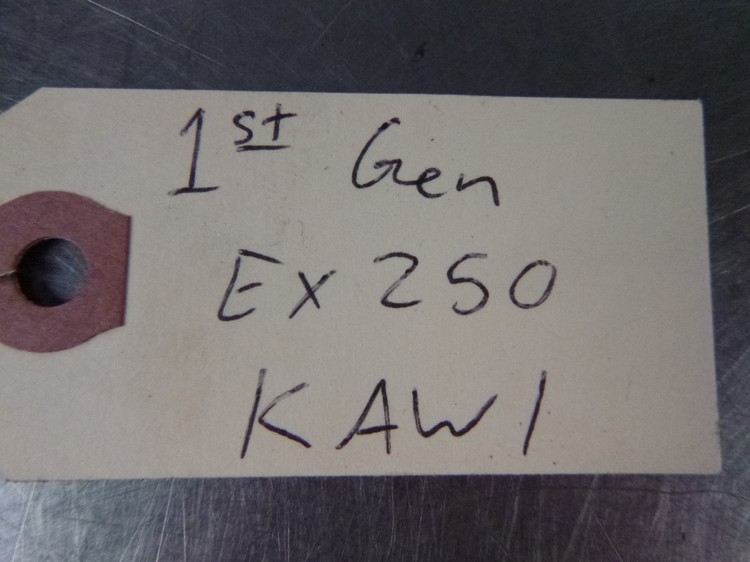 1st Gen
Ex 250
KAWI